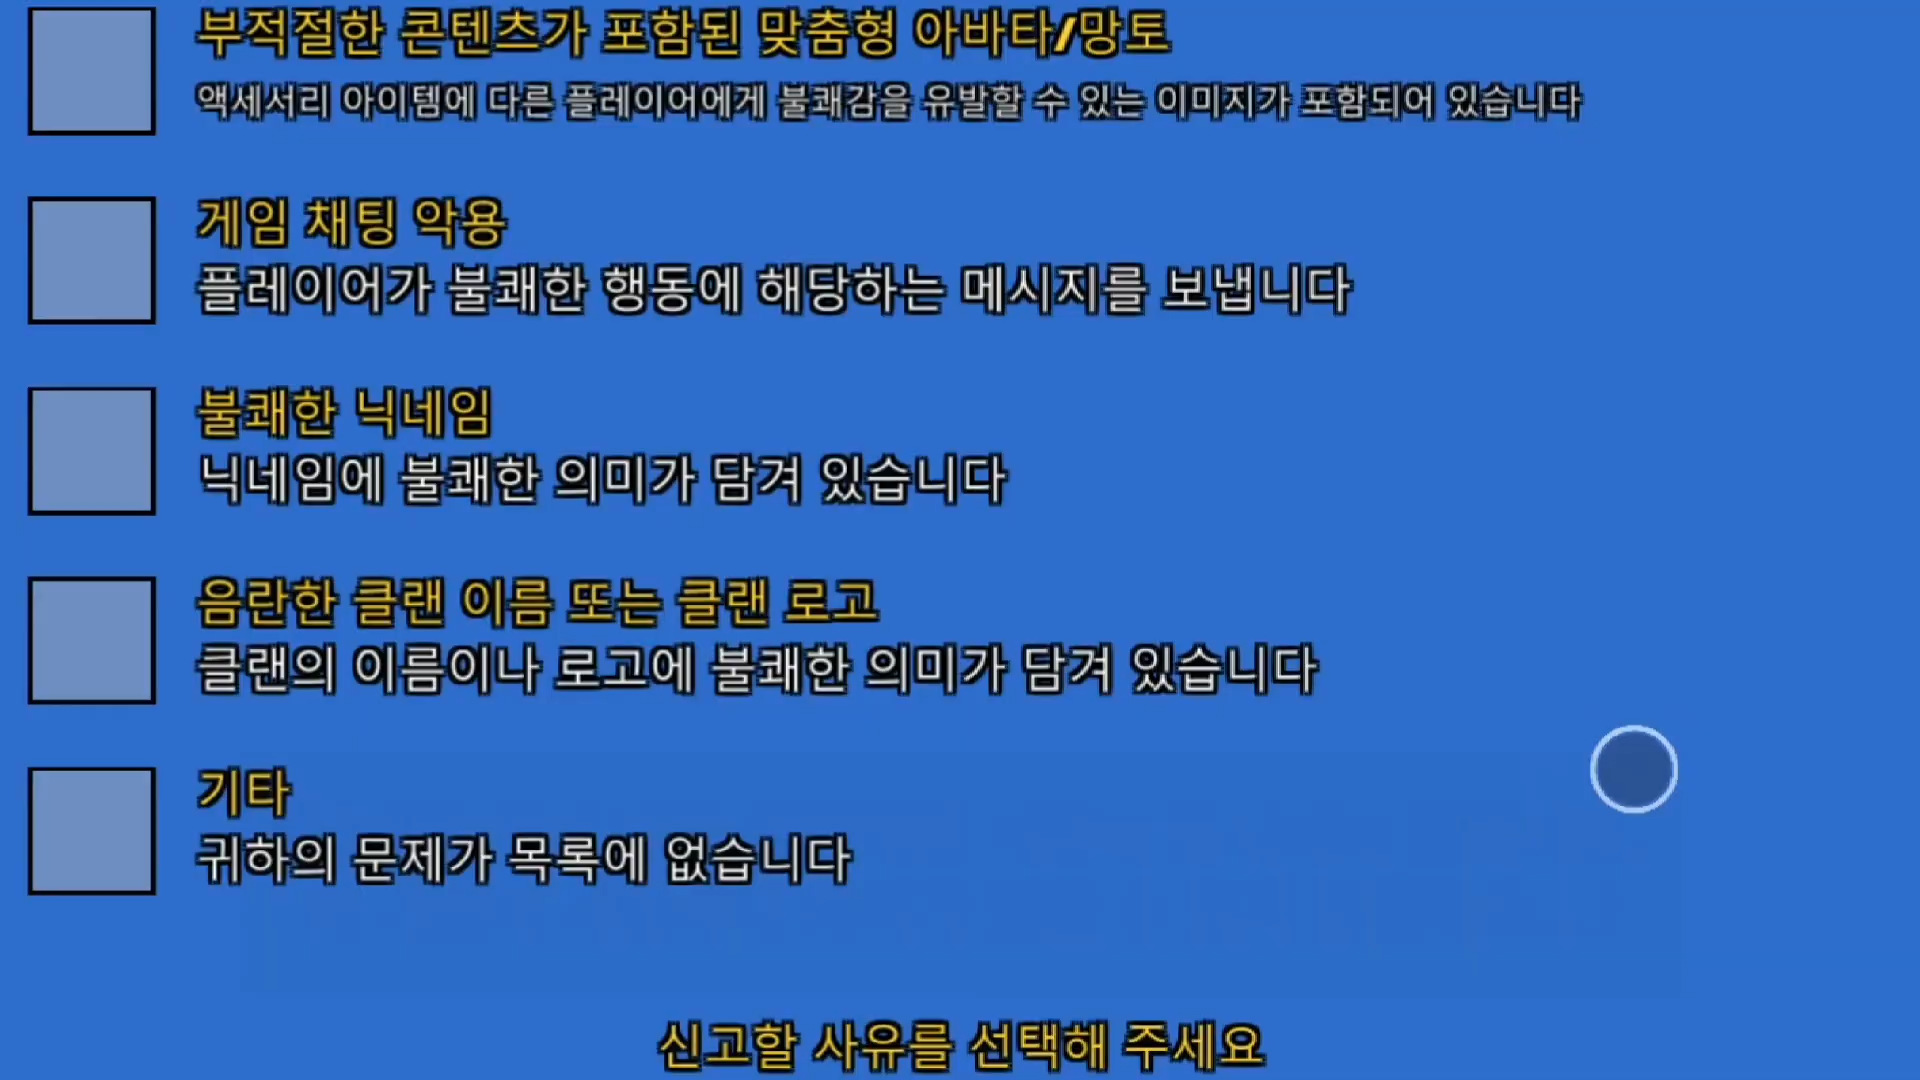 부적절한 콘텐츠가 포함된 맞춤형 아바타/망토
액세서리 아이템에 다른 플레이어에게 불쾌감을 유발할 수 있는 이미지가 포함되어 있습니다
게임 채팅 악용
플레이어가 불쾌한 행동에 해당하는 메시지를 보냅니다
불쾌한 닉네임
닉네임에 불쾌한 의미가 담겨 있습니다
음란한 클랜 이름 또는 클랜 로고
클랜의 이름이나 로고에 불쾌한 의미가 담겨 있습니다
기타
귀하의 문제가 목록에 없습니다
신고할 사유를 선택해 주세요